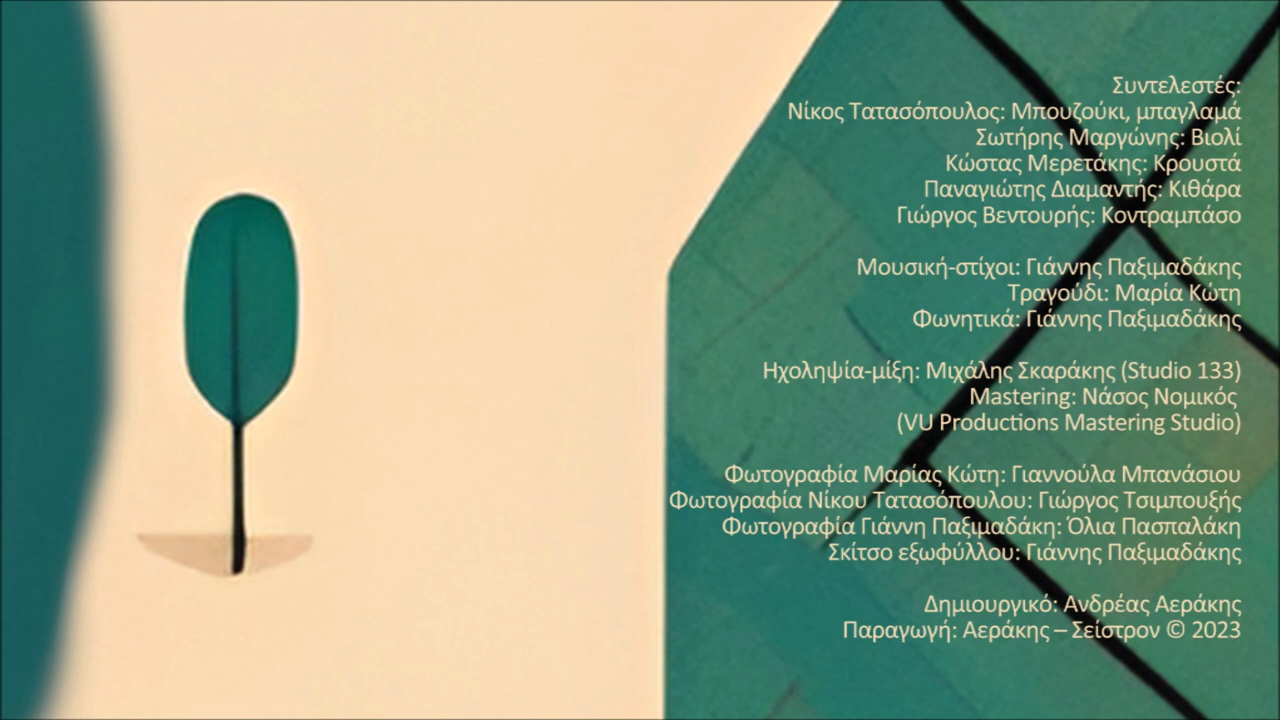 Συντελεστές:
Νίκος Τατασόπουλος: Μπουζούκι, μπαγλαμά
Σωτήρης Μαργώνης: Βιολί
Κώστας Μερετάκης: Κρουστά
Παναγιώτης Διαμαντής: Κιθάρα
Γιώργος Βεντουρής: Κοντραμπάσο
Μουσική-στίχοι: Γιάννης Παξιμαδάκης
Τραγούδι: Μαρία Κώτη
Φωνητικά: Γιάννης Παξιμαδάκης
Ηχοληψία-μίξη: Μιχάλης Σκαράκης (Studio 133)
Mastering: Νάσος Νομικός
(VU Productions Mastering Studio)
Φωτογραφία Μαρίας Κώτη: Γιαννούλα Μπανάσιου
Φωτογραφία Νίκου Τατασόπουλου: Γιώργος Τσιμπουξής
Φωτογραφία Γιάννη Παξιμαδάκη: Όλια Πασπαλάκη
Σκίτσο εξωφύλλου: Γιάννης Παξιμαδάκης
Δημιουργικό: Ανδρέας Αεράκης
Παραγωγή: Αεράκης – Σείστρον © 2023